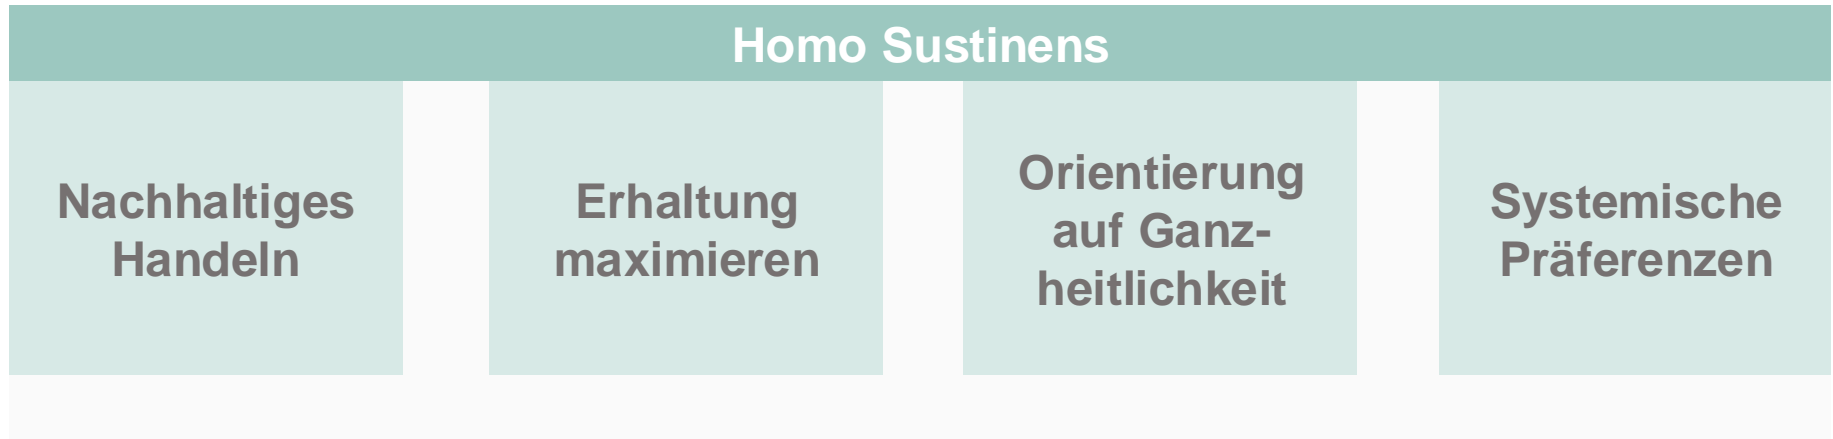 Homo Sustinens
Nachhaltiges
Handeln
Erhaltung
maximieren
Orientierung
auf Ganz-
heitlichkeit
Systemische
Präferenzen